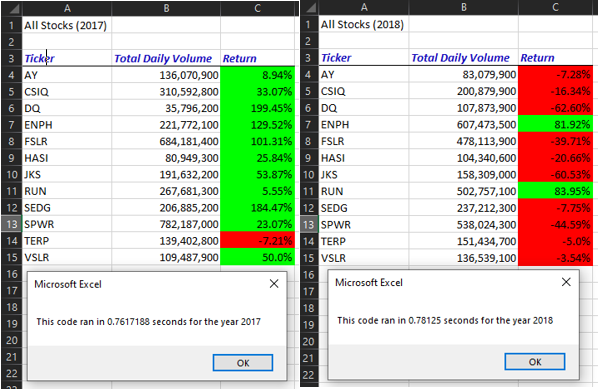 A B C
1 All Stocks (2017)
2
3 Ticker Total Daily Volume Return
4 AY 136,070,900 8.94%
5 CSIQ 310,592,800 33.07%
6 DQ 35,796,200 199.45%
7 ENPH 221,772,100 129.52%
8 FSLR 684,181,400 101.31%
9 HASI 80,949,300 25.84%
10 JKS 191,632,200 53.87%
11 RUN 267,681,300 5.55%
12 SEDG 206,885,200 184.47%
13 SPWR 782,187,000 23.07%
14 TERP 139,402,800 -7.21%
15 VSLR 109,487,900 50.0%
16
17 Microsoft Excel
18
19 This code ran in 0.7617188 seconds for the year 2017
20
21 OK
22
A B C
1 All Stocks (2018)
2
3 Ticker Total Daily Volume Return
4 AY 83,079,900 -7.28%
5 CSIQ 200,879,900 -16.34%
6 DQ 107,873,900 -62.60%
7 ENPH 607,473,500 81.92%
8 FSLR 478,113,900 -39.71%
9 HASI 104,340,600 -20.66%
10 JKS 158,309,000 -60.53%
11 RUN 502,757,100 83.95%
12 SEDG 237,212,300 -7.75%
13 SPWR 538,024,300 -44.59%
14 TERP 151,434,700 -5.0%
15 VSLR 136,539,100 -3.54%
16
17 Microsoft Excel
18
19 This code ran in 0.78125 seconds for the year 2018
20
21 OK
22